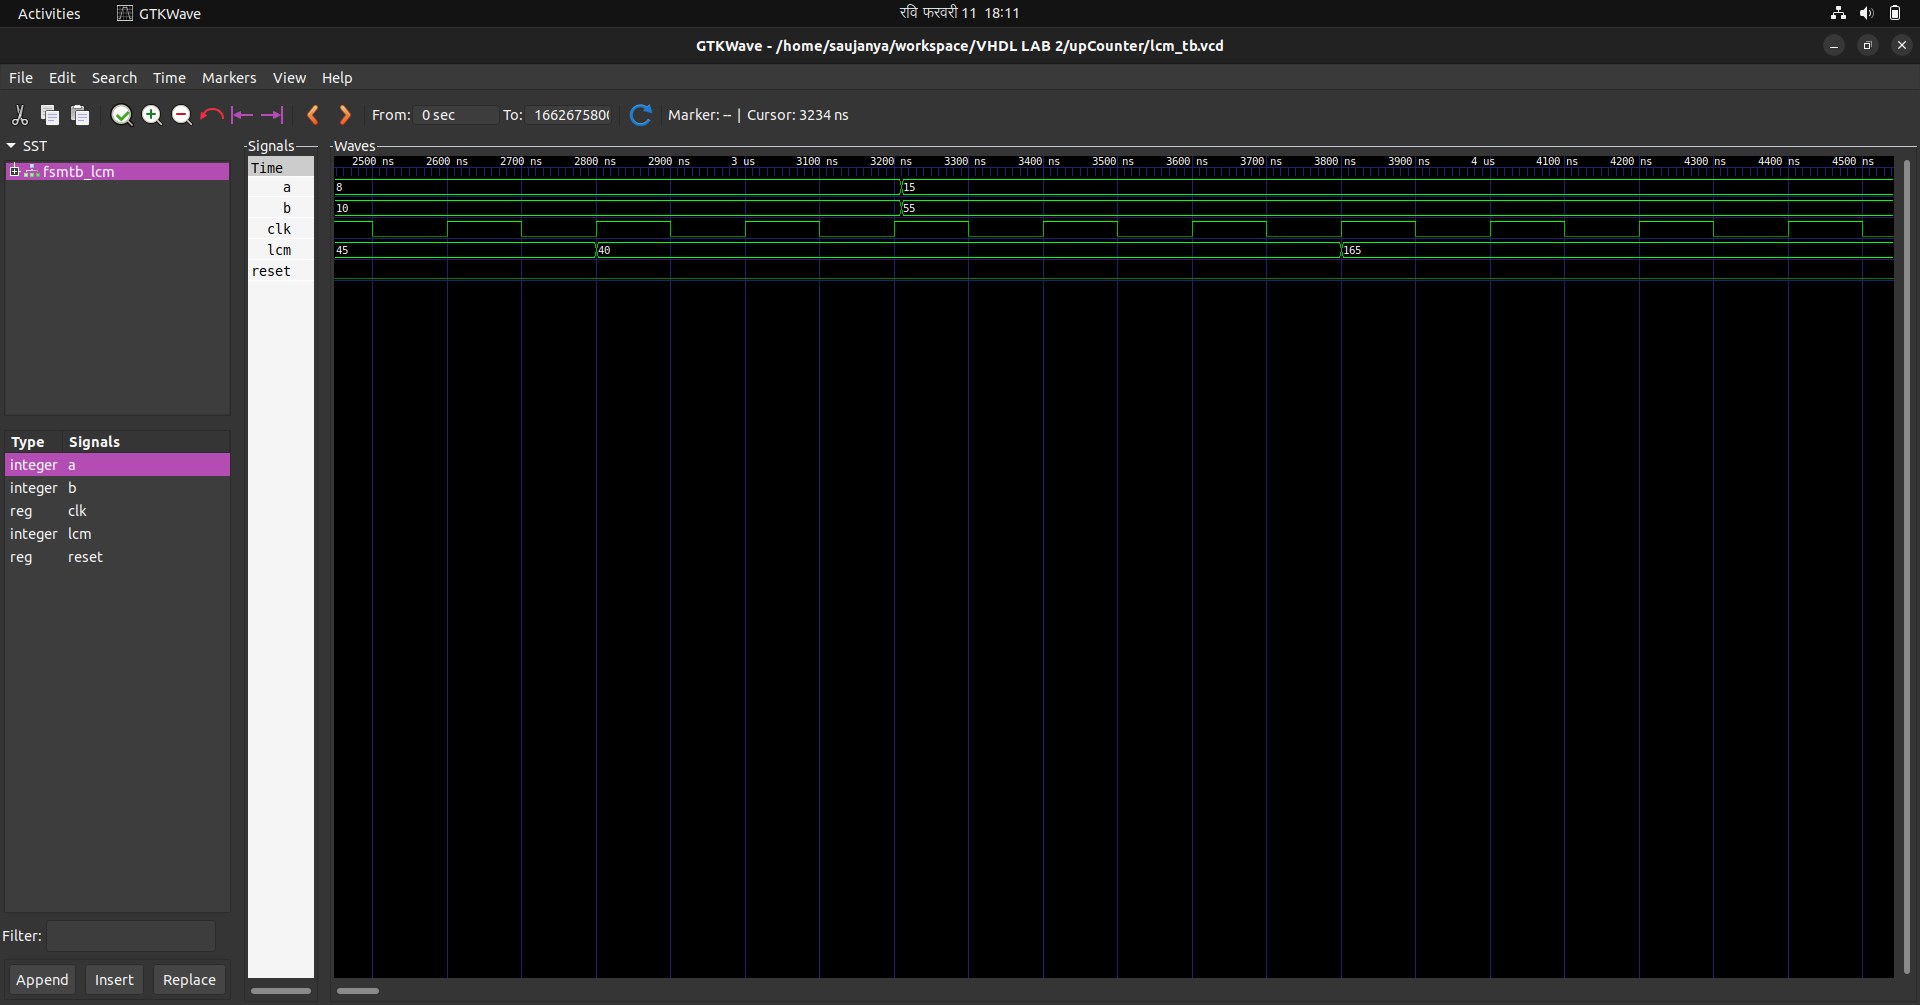 Activities GTKWave रवि फरवरी 11 18:11
GTKWave - /home/saujanya/workspace/VHDL LAB 2/upCounter/lcm_tb.vcd
File Edit Search Time Markers View Help
From: 0 sec To: 1662675800 Marker: -- | Cursor: 3234 ns
SST
fsmtb_lcm
Type Signals
integer a
integer b
reg clk
integer lcm
reg reset
Filter:
Append Insert Replace
Signals
Time
a
b
clk
lcm
reset
Waves
2500 ns 2600 ns 2700 ns 2800 ns 2900 ns 3 us 3100 ns 3200 ns 3300 ns 3400 ns 3500 ns 3600 ns 3700 ns 3800 ns 3900 ns 4 us 4100 ns 4200 ns 4300 ns 4400 ns 4500 ns
8 15
10 55
45 40 165